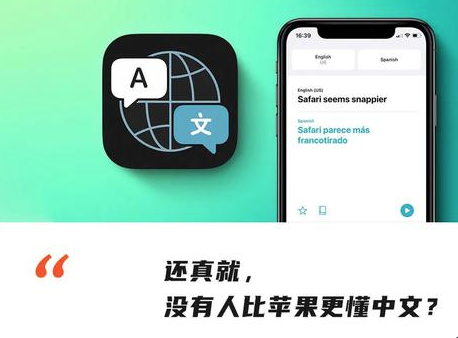 A
文
16:39
English
US
Spanish
English (US)
Safari seems snappier
Spanish
Safari parece más
francotirado
“
还真就，
没有人比苹果更懂中文？